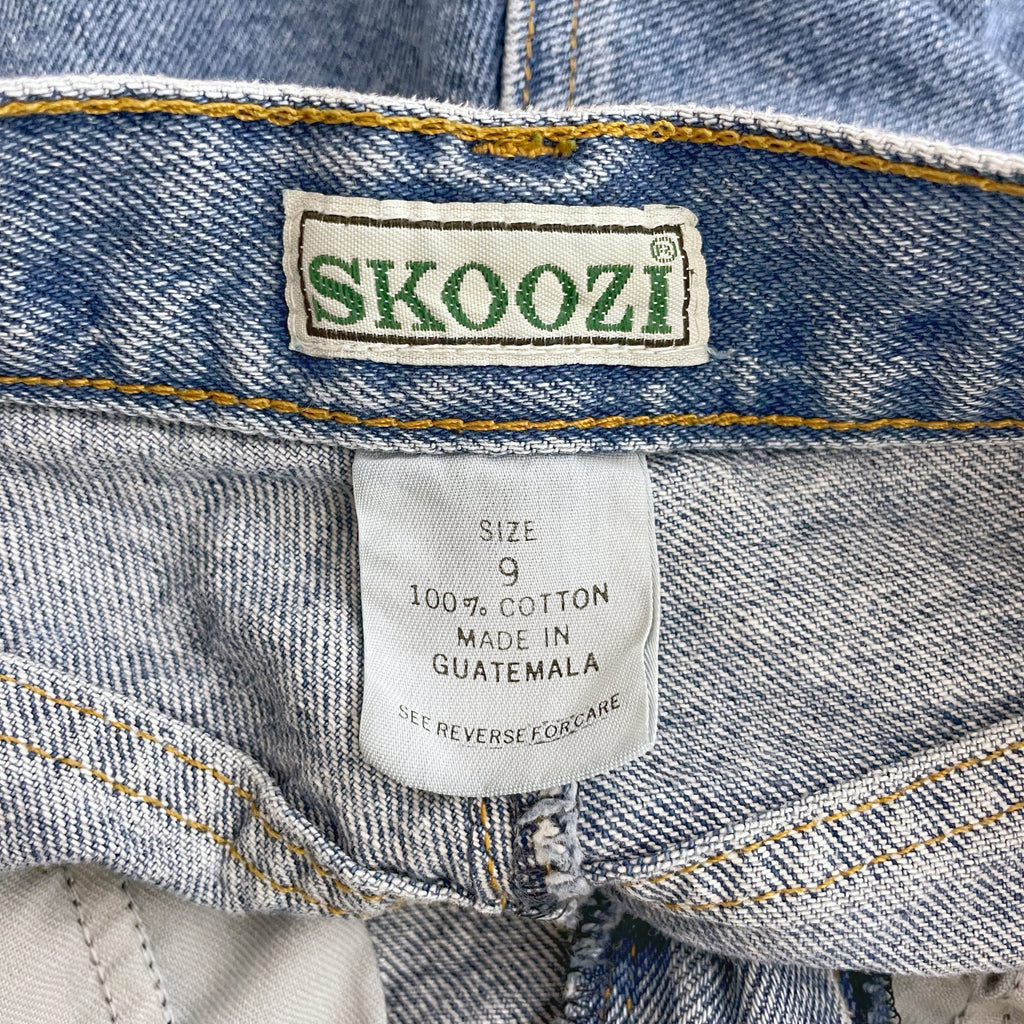 SKOOZI®
SIZE
9
100% COTTON
MADE IN
GUATEMALA
SEE REVERSE FOR CARE